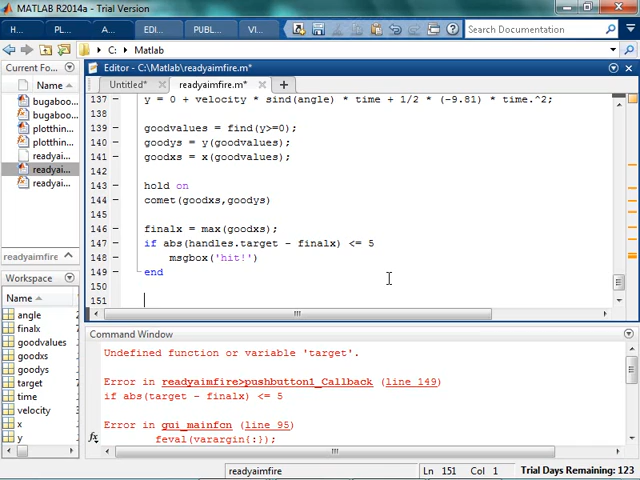 MATLAB R2014a - Trial Version
H... P... A... EDI... PUBL... VI... Search Documentation
C: ▸ Matlab
Current Fo... Editor - C:\Matlab\readyaimfire.m*
Name
Untitled* readyaimfire.m*
bugaboo...
bugaboo...
plotthin...
plotthin...
readyai...
readyai...
readyai...
readyaimfire....
137 y = 0 + velocity * sind(angle) * time + 1/2 * (-9.81) * time.^2;
138
139 goodvalues = find(y>=0);
140 goodys = y(goodvalues);
141 goodxs = x(goodvalues);
142
143 hold on
144 comet(goodxs,goodys)
145
146 finalx = max(goodxs);
147 if abs(handles.target - finalx) <= 5
148 msgbox('hit!')
149 end
150
151
Workspace
Name
angle
finalx
goodvalues
goodxs
goodys
target
time
velocity
x
y
Command Window
Undefined function or variable 'target'.
Error in readyaimfire>pushbutton1_Callback (line 149)
if abs(target - finalx) <= 5
Error in gui_mainfcn (line 95)
feval(varargin{:});
fx
readyaimfire Ln 151 Col 1 Trial Days Remaining: 123